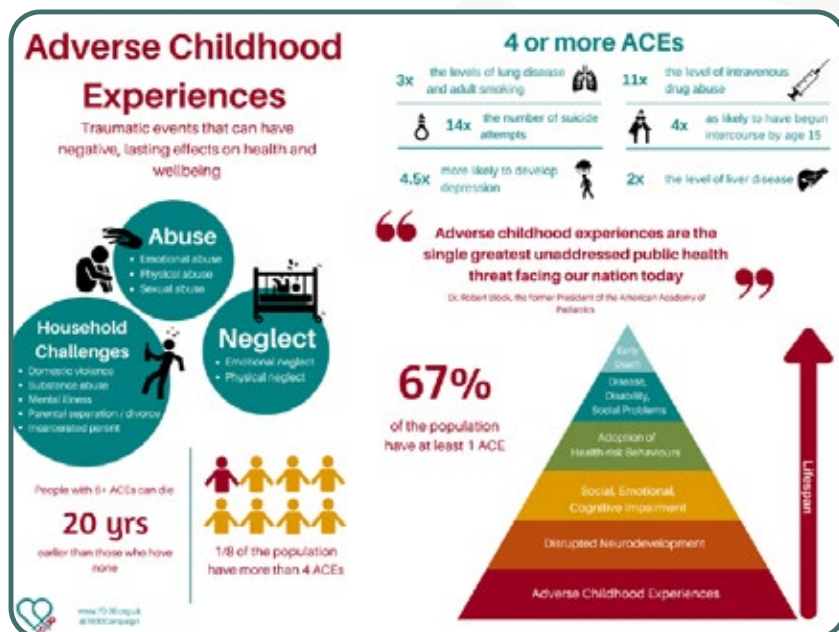 Adverse Childhood
Experiences
Traumatic events that can have
negative, lasting effects on health and
wellbeing
Abuse
Emotional abuse
Physical abuse
Sexual abuse
Household
Challenges
Domestic violence
Substance abuse
Mental illness
Parental separation / divorce
Incarcerated parent
Neglect
Emotional neglect
Physical neglect
People with 6+ ACEs can die
20 yrs
earlier than those who have
none
1/8 of the population
have more than 4 ACEs
4 or more ACEs
3x
the levels of lung disease
and adult smoking
11x
the level of intravenous
drug abuse
14x
the number of suicide
attempts
4x
as likely to have begun
intercourse by age 15
4.5x
more likely to develop
depression
2x
the level of liver disease
“ Adverse childhood experiences are the
single greatest unaddressed public health
threat facing our nation today ”
Dr. Robert Block, the former President of the American Academy of
Pediatrics
67%
of the population
have at least 1 ACE
Early
Death
Disease,
Disability,
Social Problems
Adoption of
Health risk Behaviours
Social, Emotional,
Cognitive Impairment
Disrupted Neurodevelopment
Adverse Childhood Experiences
Lifespan